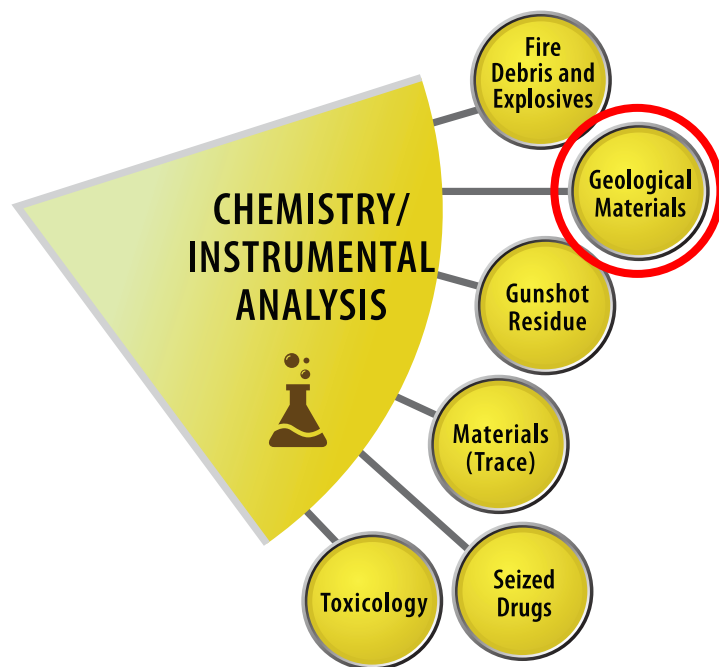 Fire
Debris and
Explosives
Geological
Materials
CHEMISTRY/
INSTRUMENTAL
ANALYSIS
Gunshot
Residue
Materials
(Trace)
Seized
Drugs
Toxicology